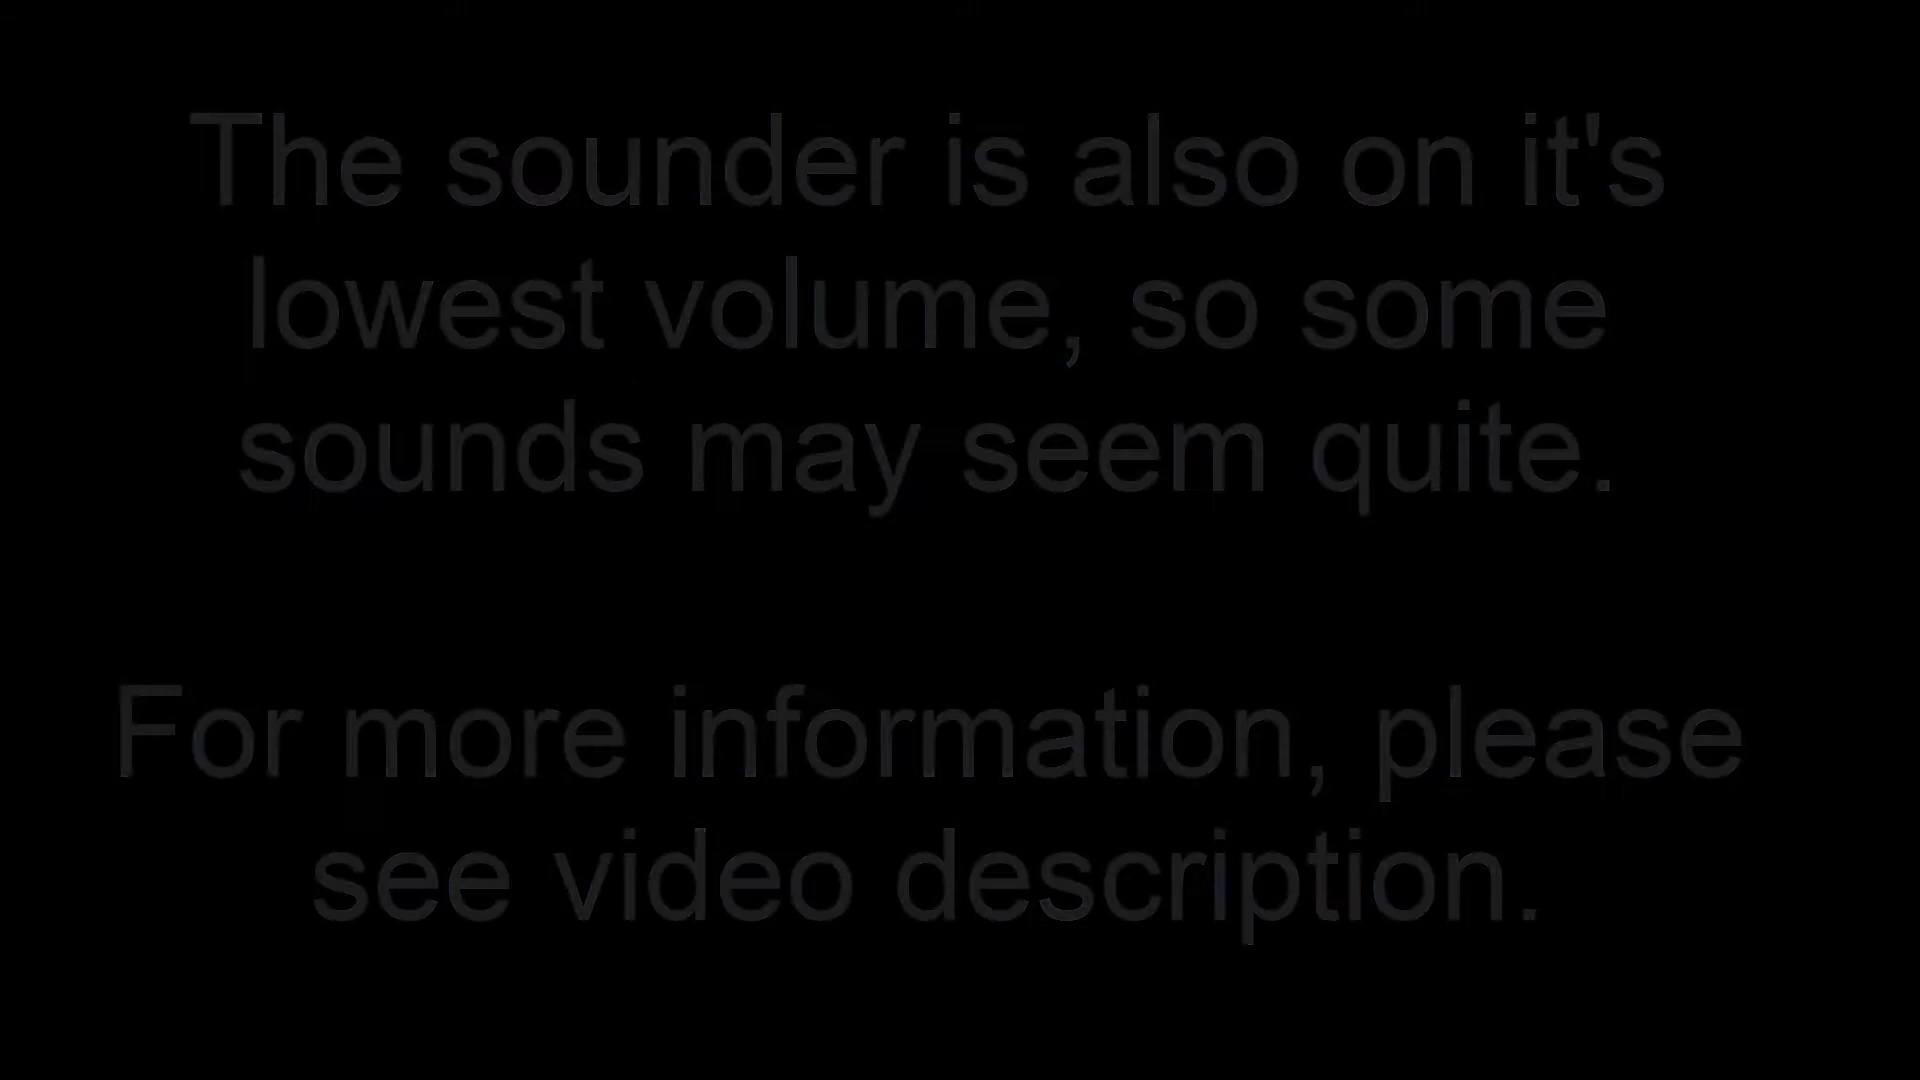 The sounder is also on it's
lowest volume, so some
sounds may seem quite.
For more information, please
see video description.